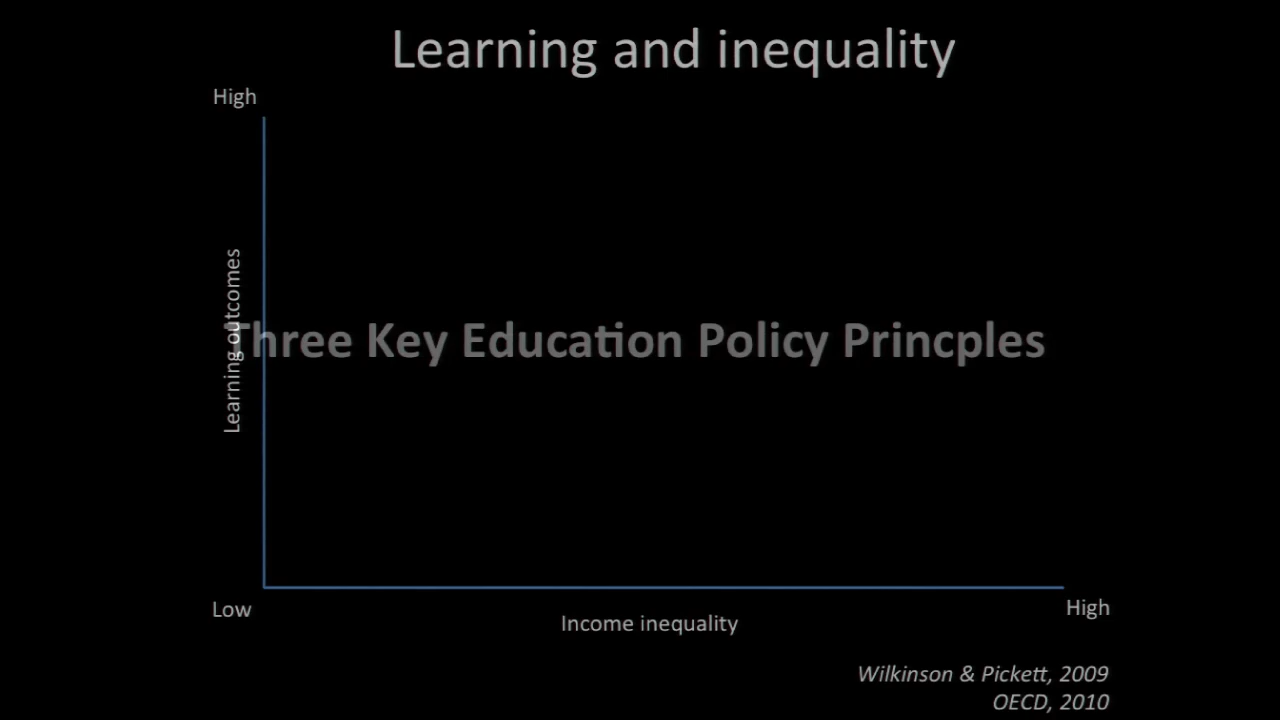 Learning and inequality
High
Learning outcomes
Three Key Education Policy Princples
Low
Income inequality
High
Wilkinson & Pickett, 2009
OECD, 2010